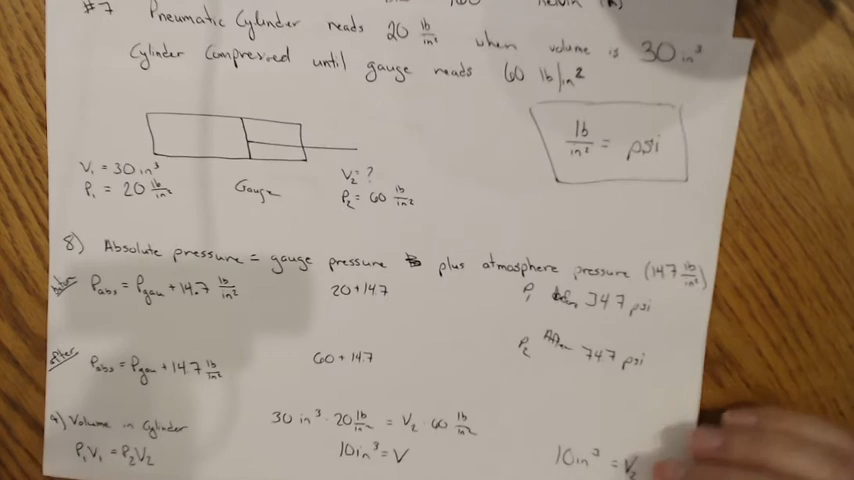 Kelvin (K)
#7 Pneumatic Cylinder reads 20 lb/in² when volume is 30 in³
Cylinder Compressed until gauge reads 60 lb/in²
lb/in² = psi
V₁ = 30 in³
P₁ = 20 lb/in²
Gauge
V₂ = ?
P₂ = 60 lb/in²
8) Absolute pressure = gauge pressure plus atmosphere pressure (14.7 lb/in²)
Pabs = Pgau + 14.7 lb/in² 20 + 14.7 P₁ 34.7 psi
after Pabs = Pgau + 14.7 lb/in² 60 + 14.7 P₂ After 74.7 psi
9) Volume in Cylinder 30 in³ · 20 lb/in² = V₂ · 60 lb/in²
P₁V₁ = P₂V₂ 10 in³ = V 10 in³ = V₂